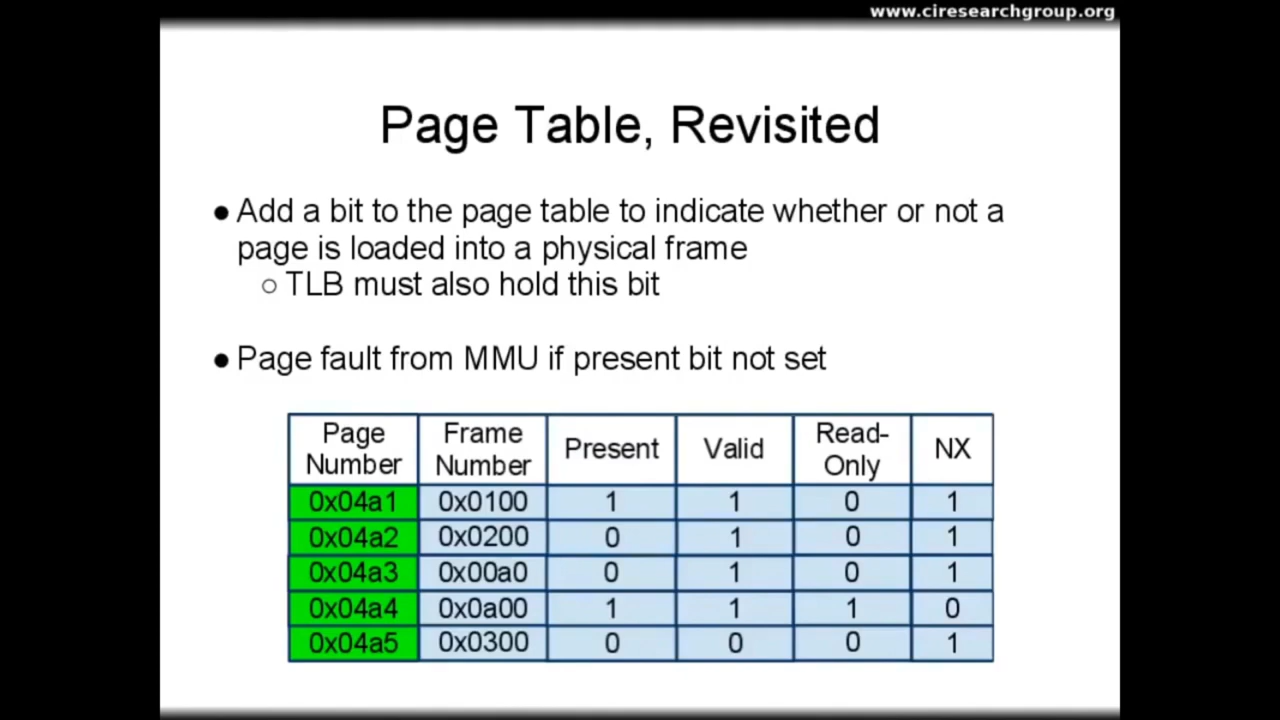 www.ciresearchgroup.org
Page Table, Revisited
● Add a bit to the page table to indicate whether or not a
page is loaded into a physical frame
○ TLB must also hold this bit
● Page fault from MMU if present bit not set
Page Number Frame Number Present Valid Read-Only NX
0x04a1 0x0100 1 1 0 1
0x04a2 0x0200 0 1 0 1
0x04a3 0x00a0 0 1 0 1
0x04a4 0x0a00 1 1 1 0
0x04a5 0x0300 0 0 0 1